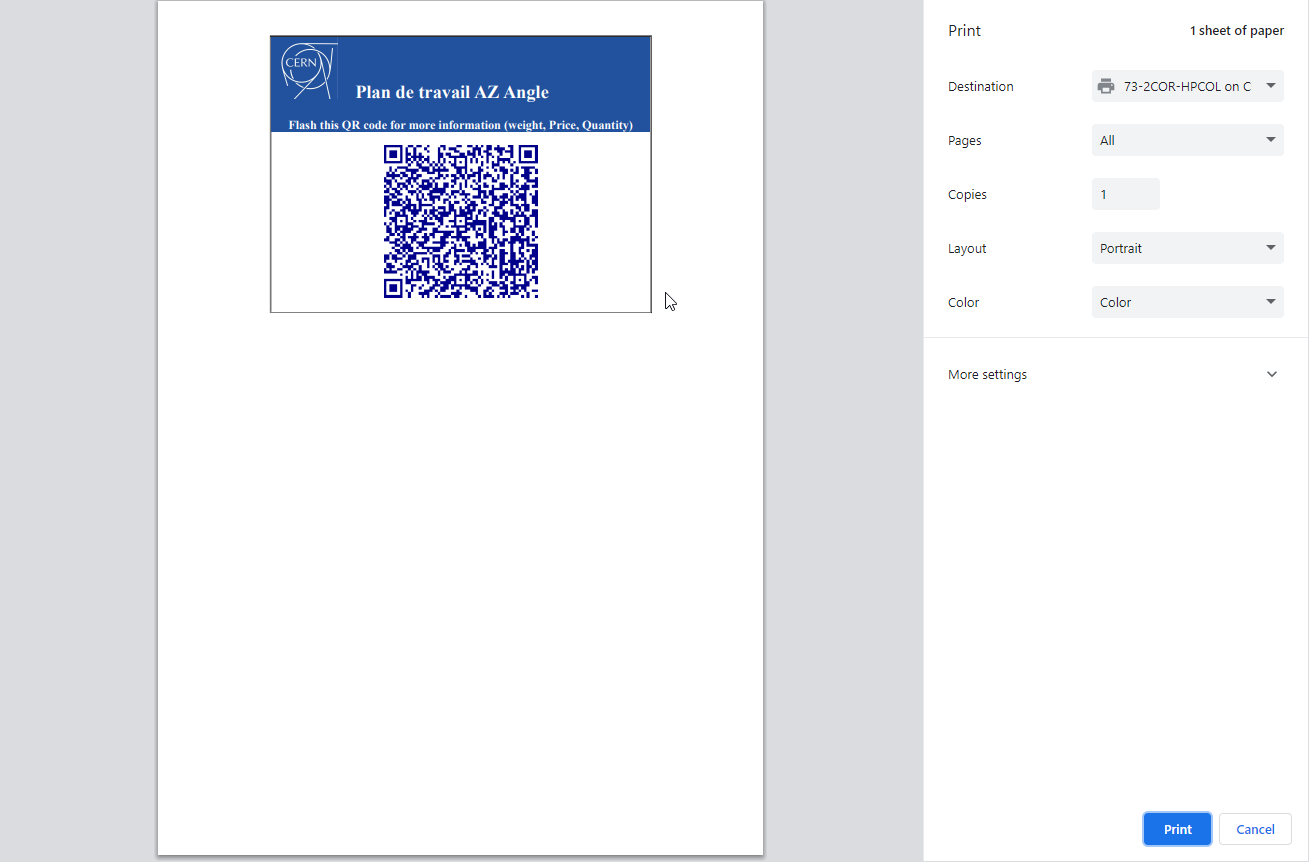 CERN
Plan de travail AZ Angle
Flash this QR code for more information (weight, Price, Quantity)
Print
1 sheet of paper
Destination
73-2COR-HPCOL on C
Pages
All
Copies
1
Layout
Portrait
Color
Color
More settings
Print
Cancel